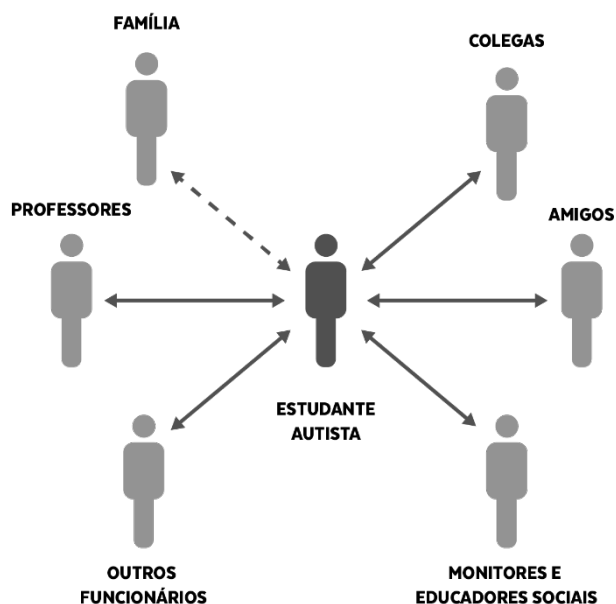 FAMÍLIA
COLEGAS
PROFESSORES
AMIGOS
ESTUDANTE
AUTISTA
OUTROS
FUNCIONÁRIOS
MONITORES E
EDUCADORES SOCIAIS